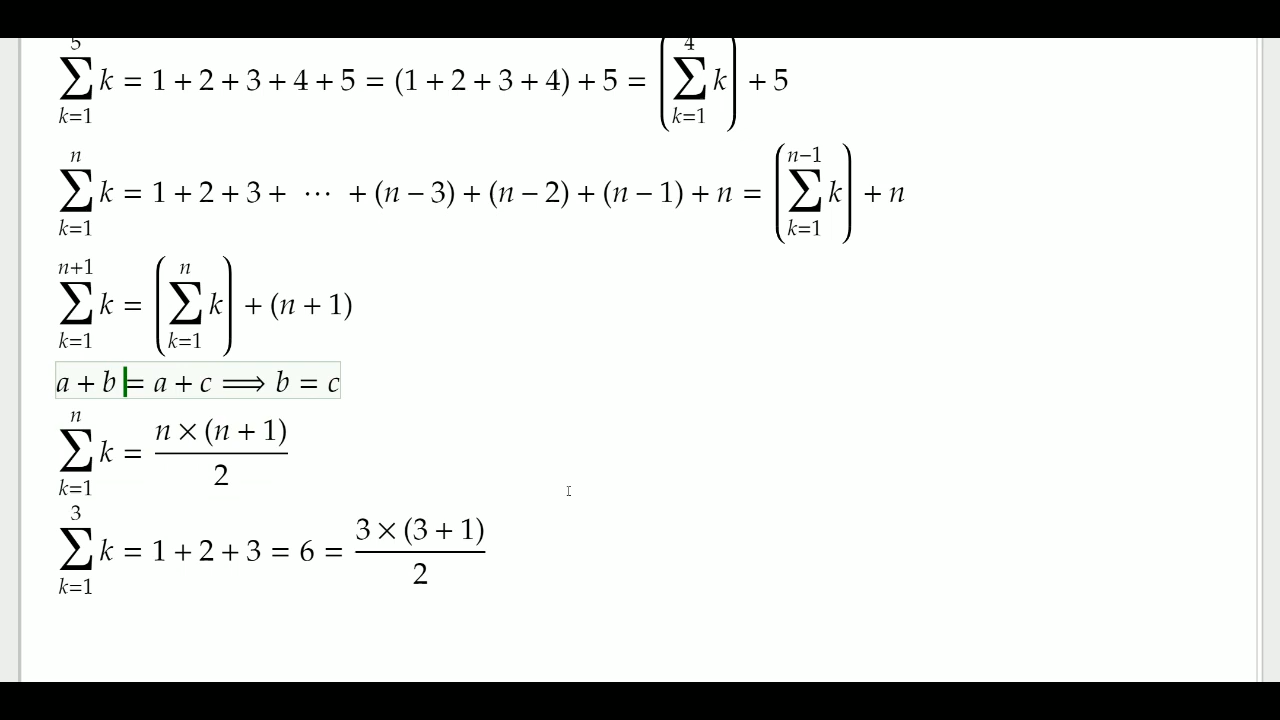 ∑_{k=1}^{5} k = 1 + 2 + 3 + 4 + 5 = (1 + 2 + 3 + 4) + 5 = (∑_{k=1}^{4} k) + 5
∑_{k=1}^{n} k = 1 + 2 + 3 + ⋯ + (n − 3) + (n − 2) + (n − 1) + n = (∑_{k=1}^{n−1} k) + n
∑_{k=1}^{n+1} k = (∑_{k=1}^{n} k) + (n + 1)
a + b = a + c ⟹ b = c
∑_{k=1}^{n} k = \frac{n × (n + 1)}{2}
∑_{k=1}^{3} k = 1 + 2 + 3 = 6 = \frac{3 × (3 + 1)}{2}